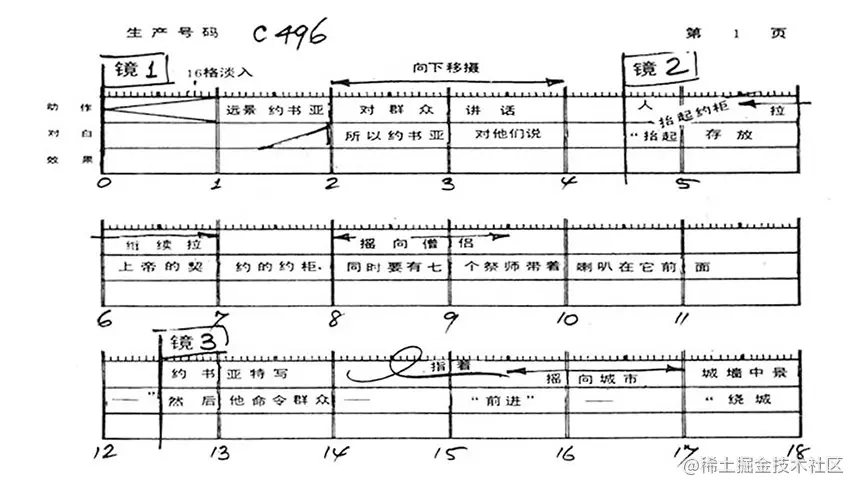 生产号码 C496 第 1 页
镜1 16格淡入 向下移摄 镜2
动作 远景约书亚 对群众 讲话 人 抬起约柜 拉
对白 所以约书亚 对他们说 “抬起 存放
效果
0 1 2 3 4 5
继续拉 摇向僧侣
上帝的契 约的约柜. 同时要有七 个祭师带着 喇叭在它前 面
6 7 8 9 10 11
镜3
约书亚特写 指着 摇向城市 城墙中景
——” 然后他命令群众 —— “前进” —— “绕城
12 13 14 15 16 17 18
@稀土掘金技术社区